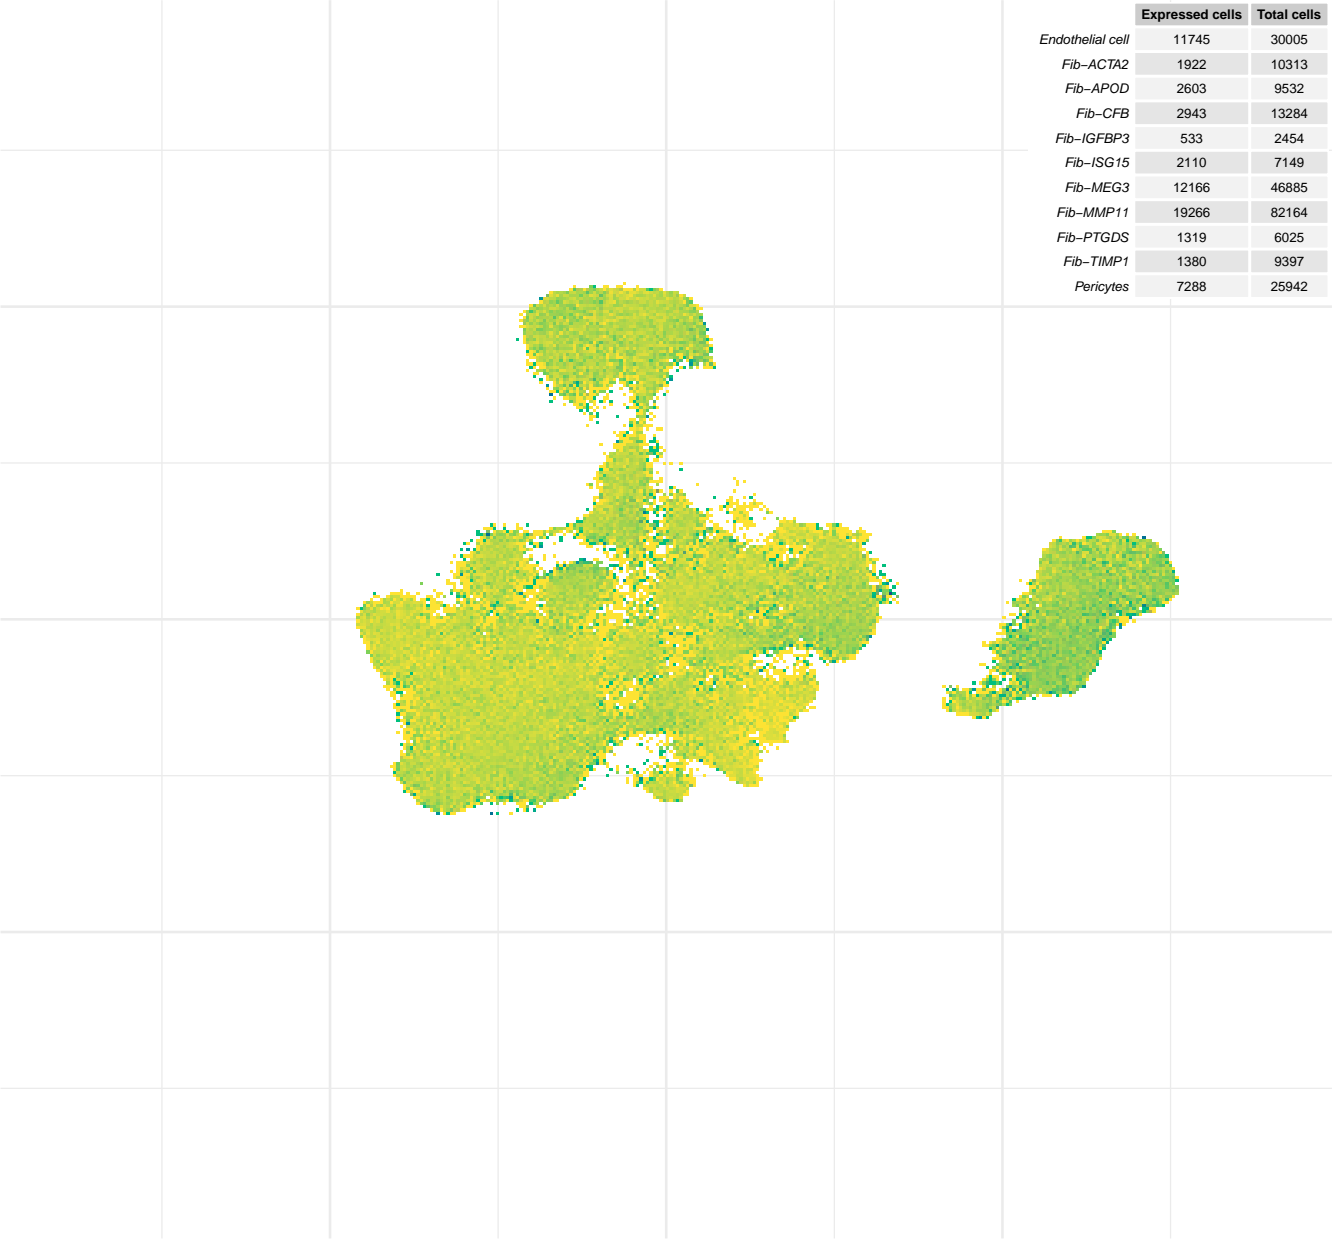 Expressed cells Total cells
Endothelial cell 11745 30005
Fib−ACTA2 1922 10313
Fib−APOD 2603 9532
Fib−CFB 2943 13284
Fib−IGFBP3 533 2454
Fib−ISG15 2110 7149
Fib−MEG3 12166 46885
Fib−MMP11 19266 82164
Fib−PTGDS 1319 6025
Fib−TIMP1 1380 9397
Pericytes 7288 25942